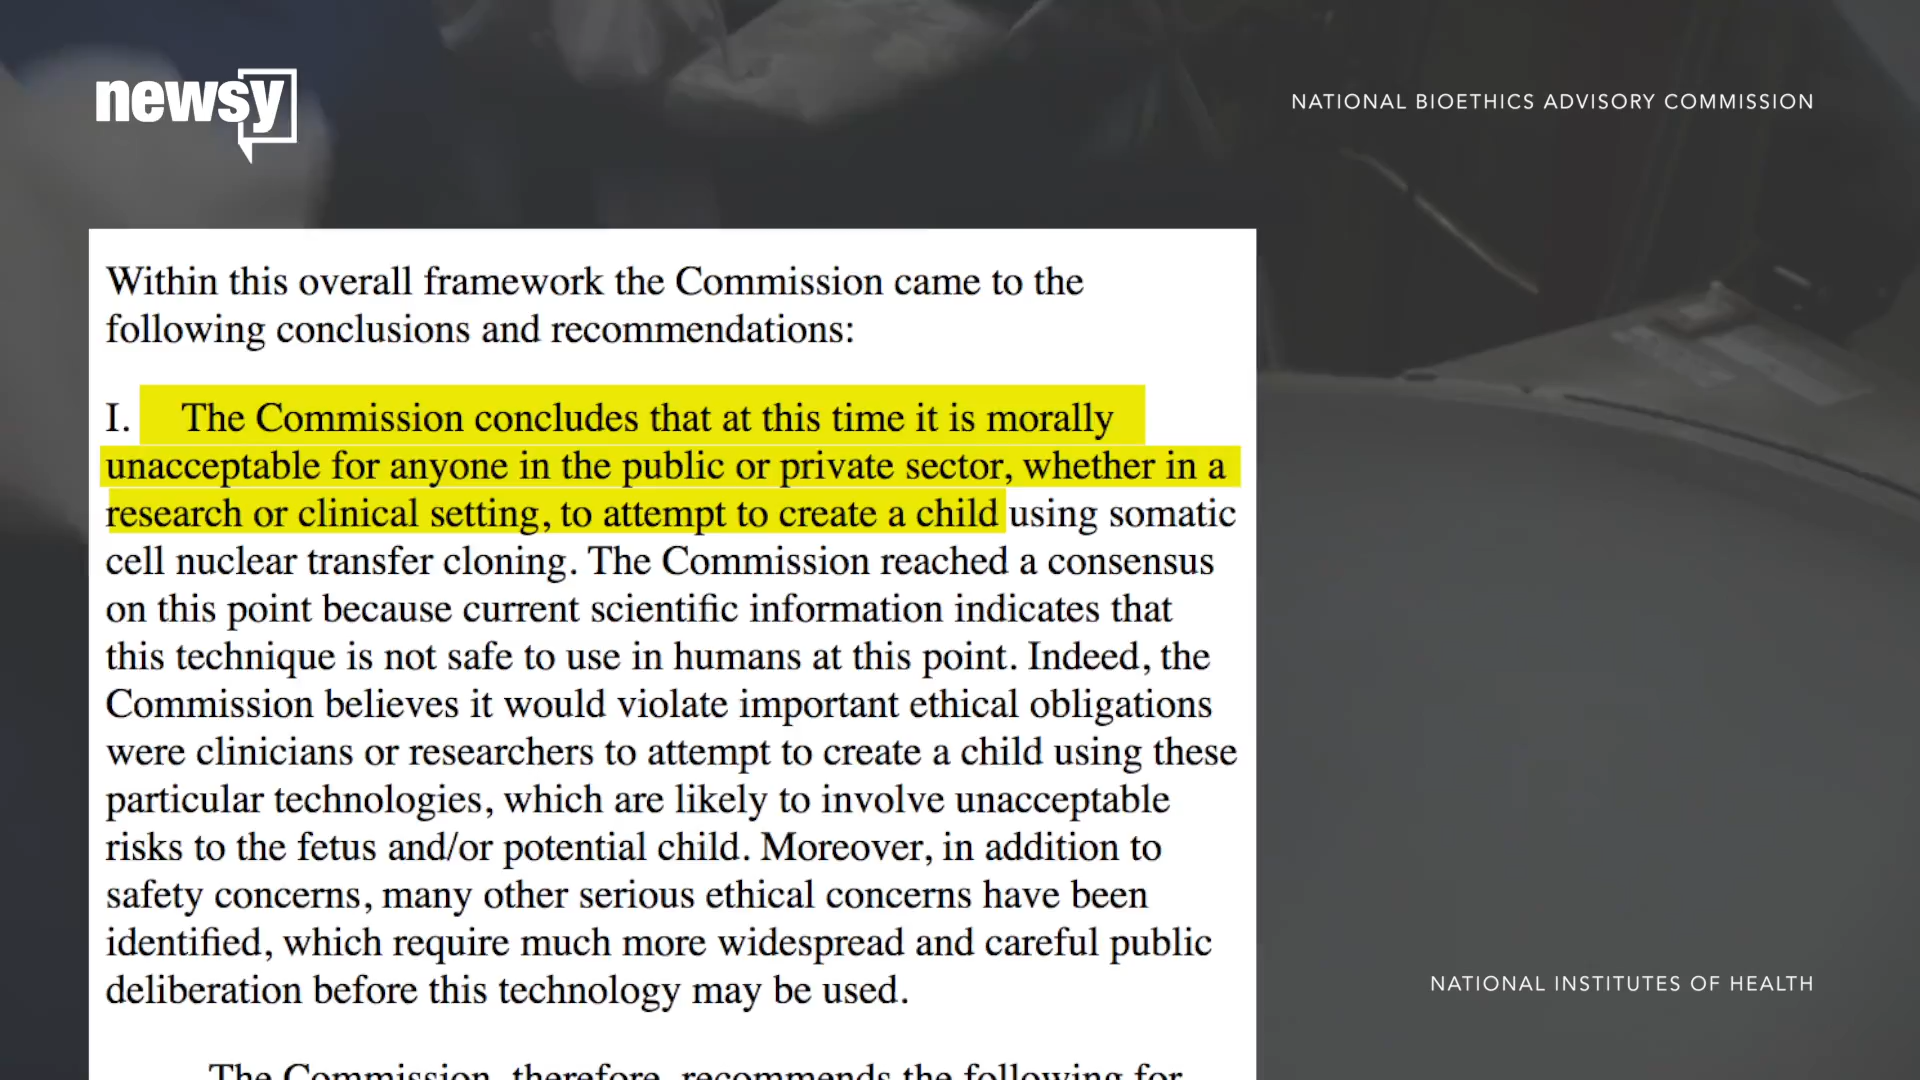 newsy
NATIONAL BIOETHICS ADVISORY COMMISSION
Within this overall framework the Commission came to the
following conclusions and recommendations:
I. The Commission concludes that at this time it is morally
unacceptable for anyone in the public or private sector, whether in a
research or clinical setting, to attempt to create a child using somatic
cell nuclear transfer cloning. The Commission reached a consensus
on this point because current scientific information indicates that
this technique is not safe to use in humans at this point. Indeed, the
Commission believes it would violate important ethical obligations
were clinicians or researchers to attempt to create a child using these
particular technologies, which are likely to involve unacceptable
risks to the fetus and/or potential child. Moreover, in addition to
safety concerns, many other serious ethical concerns have been
identified, which require much more widespread and careful public
deliberation before this technology may be used.
The Commission, therefore, recommends the following for
NATIONAL INSTITUTES OF HEALTH